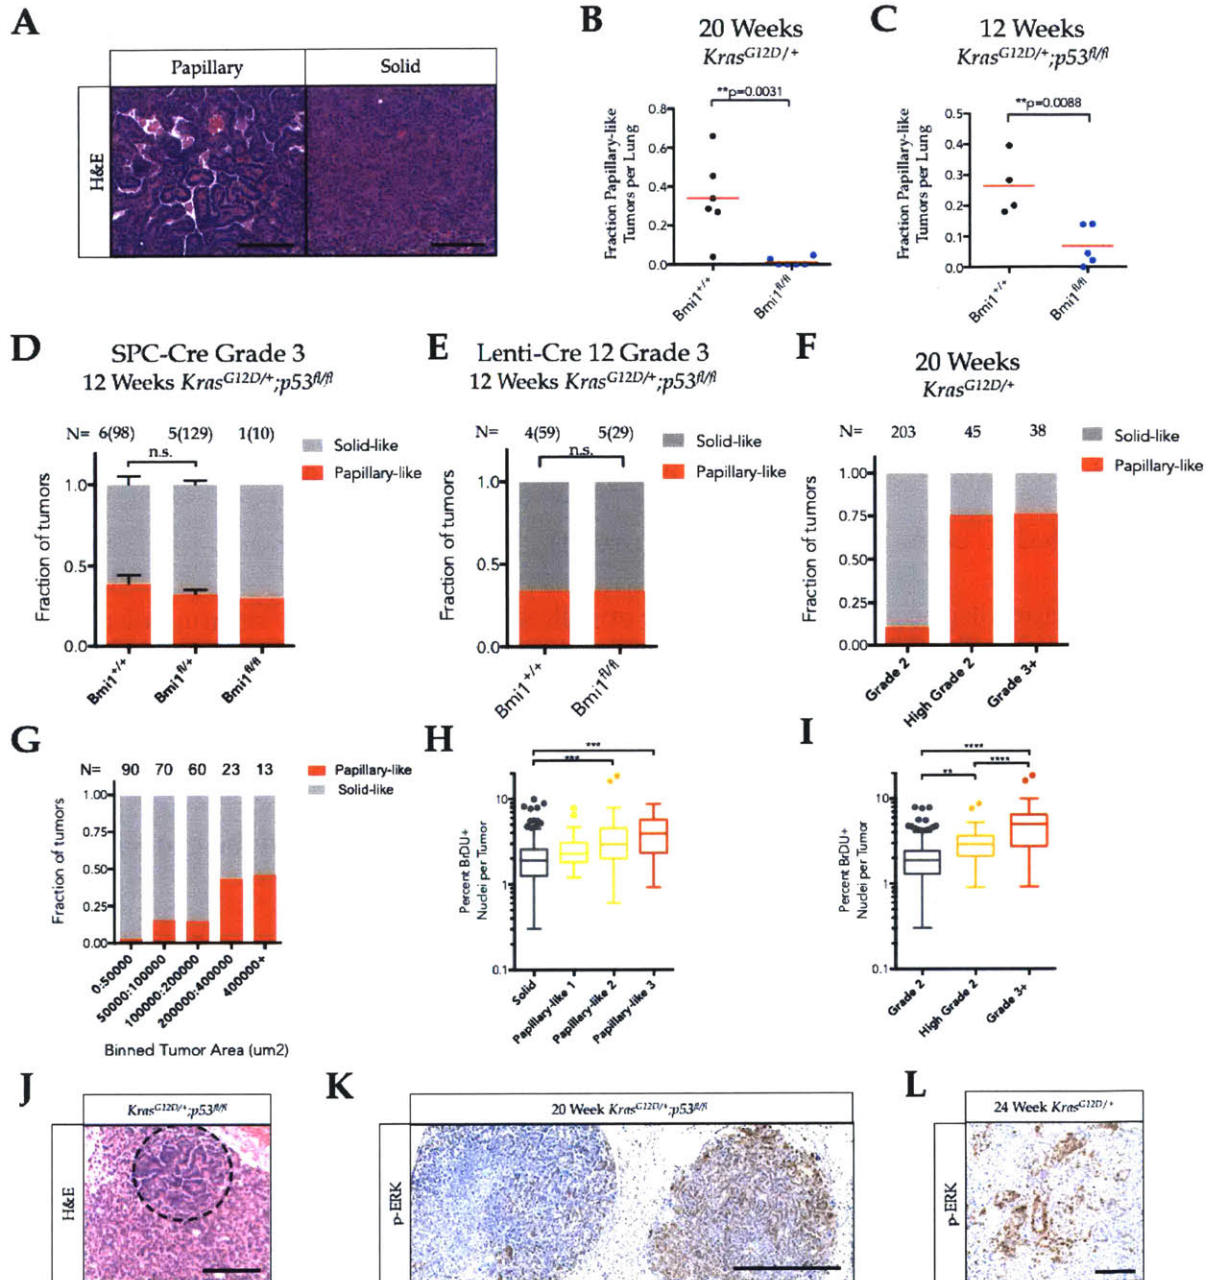 A
Papillary
Solid
H&E
B
20 Weeks
KrasG12D/+
**p=0.0031
Fraction Papillary-like
Tumors per Lung
0.8
0.6
0.4
0.2
0.0
Bmi1+/+
Bmi1fl/fl
C
12 Weeks
KrasG12D/+;p53fl/fl
**p=0.0088
Fraction Papillary-like
Tumors per Lung
0.5
0.4
0.3
0.2
0.1
0.0
Bmi1+/+
Bmi1fl/fl
D
SPC-Cre Grade 3
12 Weeks KrasG12D/+;p53fl/fl
N= 6(98) 5(129) 1(10)
n.s.
Solid-like
Papillary-like
Fraction of tumors
1.0
0.5
0.0
Bmi1+/+
Bmi1fl/+
Bmi1fl/fl
E
Lenti-Cre 12 Grade 3
12 Weeks KrasG12D/+;p53fl/fl
N= 4(59) 5(29)
n.s.
Solid-like
Papillary-like
Fraction of tumors
1.0
0.5
0.0
Bmi1+/+
Bmi1fl/fl
F
20 Weeks
KrasG12D/+
N= 203 45 38
Solid-like
Papillary-like
Fraction of tumors
1.00
0.75
0.50
0.25
0.00
Grade 2
High Grade 2
Grade 3+
G
N= 90 70 60 23 13
Papillary-like
Solid-like
Fraction of tumors
1.00
0.75
0.50
0.25
0.00
0:50000
50000:100000
100000:200000
200000:400000
400000+
Binned Tumor Area (um2)
H
***
***
Percent BrDU+
Nuclei per Tumor
10
1
0.1
Solid
Papillary-like 1
Papillary-like 2
Papillary-like 3
I
****
** ****
Percent BrDU+
Nuclei per Tumor
10
1
0.1
Grade 2
High Grade 2
Grade 3+
J
KrasG12D/+;p53fl/fl
H&E
K
20 Week KrasG12D/+;p53fl/fl
p-ERK
L
24 Week KrasG12D/+
p-ERK